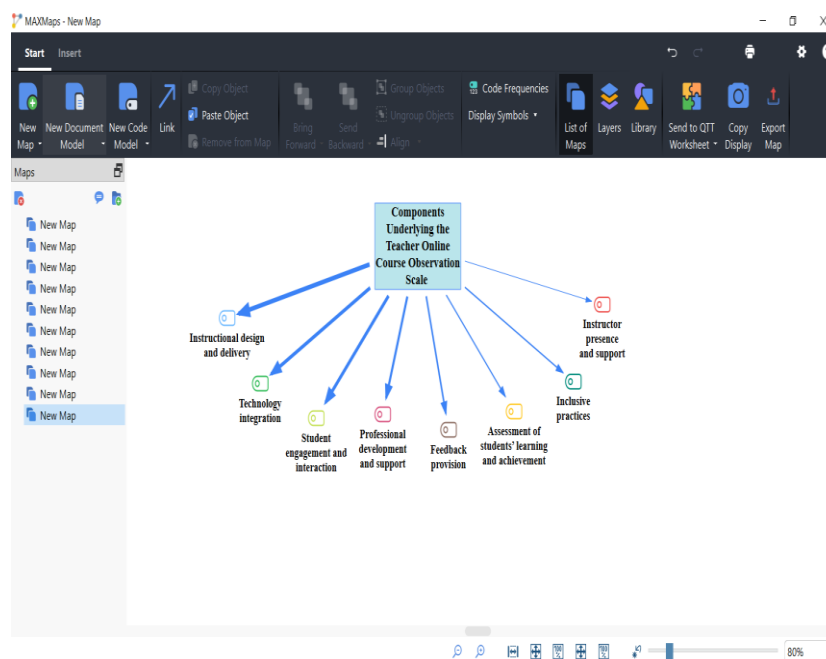 MAXMaps - New Map
Start Insert
New Map
New Document Model
New Code Model
Link
Copy Object
Paste Object
Remove from Map
Bring Forward
Send Backward
Group Objects
Ungroup Objects
Align
Code Frequencies
Display Symbols
List of Maps
Layers
Library
Send to QTT Worksheet
Copy Display
Export Map
Maps
New Map
New Map
New Map
New Map
New Map
New Map
New Map
New Map
New Map
New Map
Components
Underlying the
Teacher Online
Course Observation
Scale
Instructional design
and delivery
Technology
integration
Student
engagement and
interaction
Professional
development
and support
Feedback
provision
Assessment of
students' learning
and achievement
Inclusive
practices
Instructor
presence
and support
80%